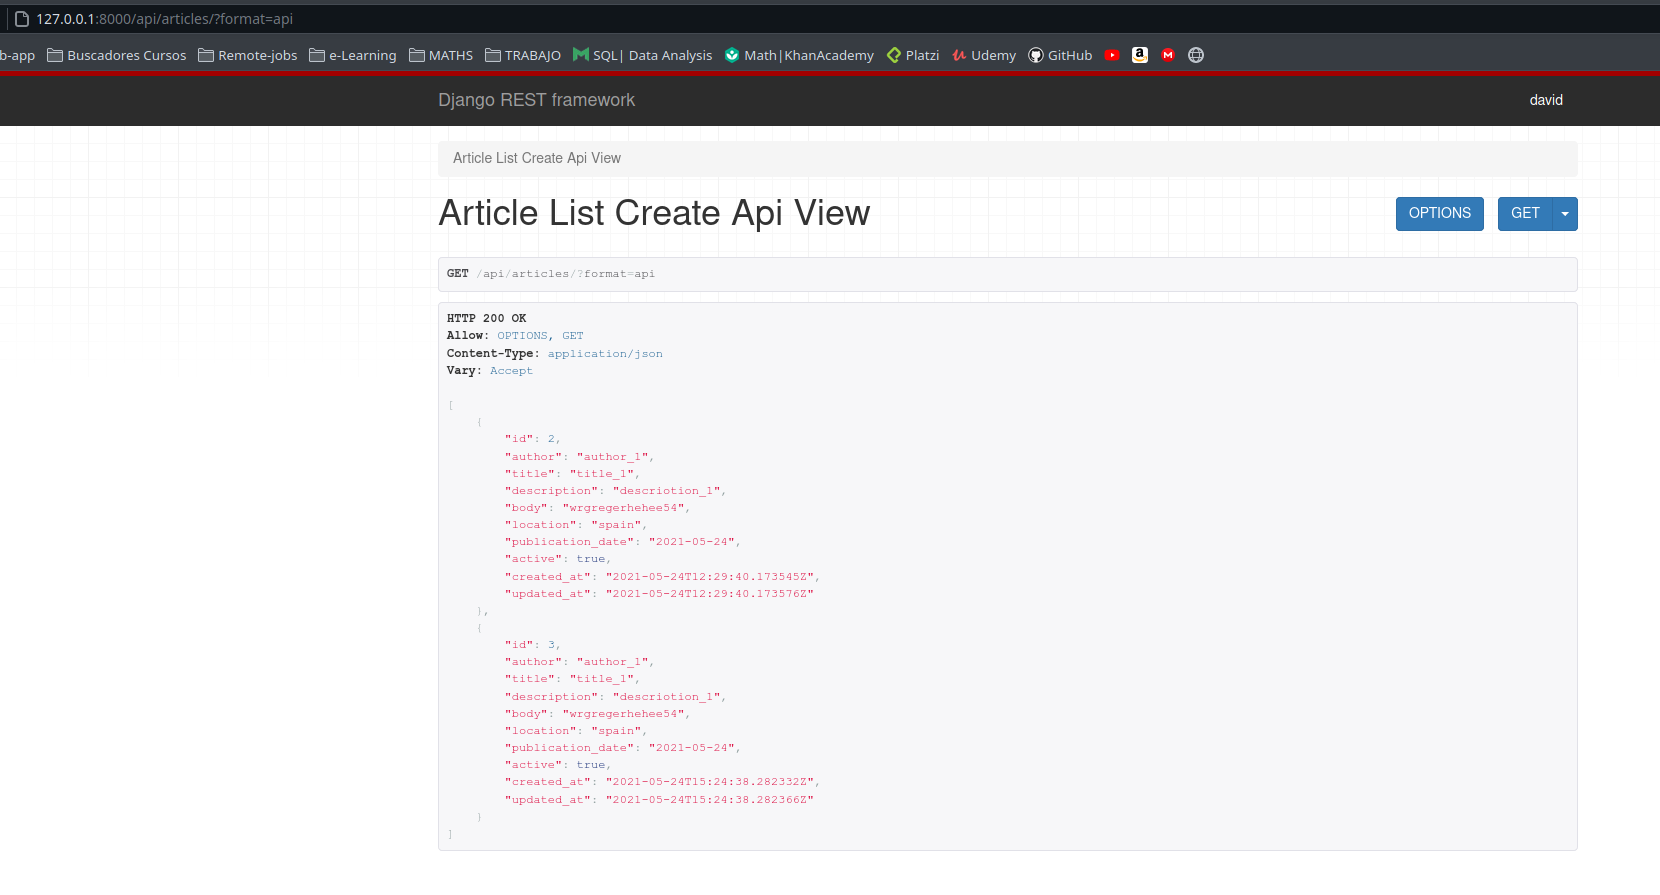 127.0.0.1:8000/api/articles/?format=api
b-app Buscadores Cursos Remote-jobs e-Learning MATHS TRABAJO SQL| Data Analysis Math|KhanAcademy Platzi Udemy GitHub
Django REST framework david
Article List Create Api View
Article List Create Api View OPTIONS GET
GET /api/articles/?format=api
HTTP 200 OK
Allow: OPTIONS, GET
Content-Type: application/json
Vary: Accept
[
{
"id": 2,
"author": "author_1",
"title": "title_1",
"description": "descriotion_1",
"body": "wrgregerhehee54",
"location": "spain",
"publication_date": "2021-05-24",
"active": true,
"created_at": "2021-05-24T12:29:40.173545Z",
"updated_at": "2021-05-24T12:29:40.173576Z"
},
{
"id": 3,
"author": "author_1",
"title": "title_1",
"description": "descriotion_1",
"body": "wrgregerhehee54",
"location": "spain",
"publication_date": "2021-05-24",
"active": true,
"created_at": "2021-05-24T15:24:38.282332Z",
"updated_at": "2021-05-24T15:24:38.282366Z"
}
]